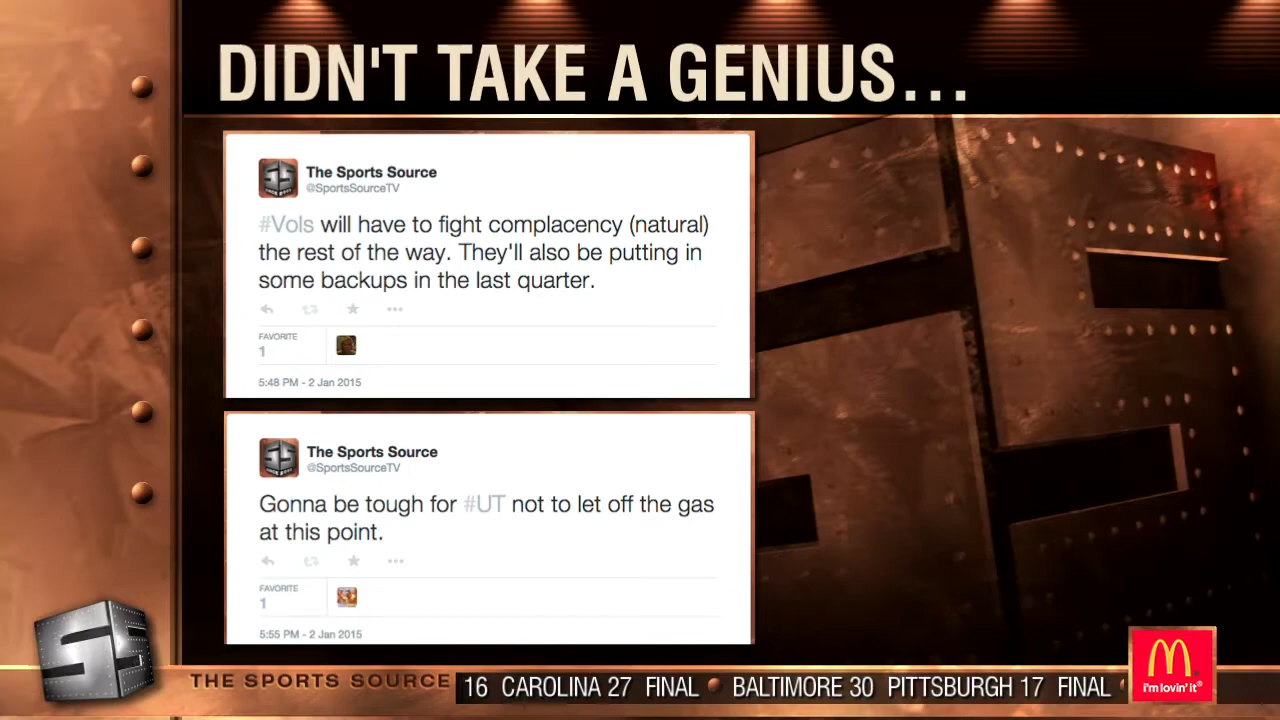 DIDN'T TAKE A GENIUS...
The Sports Source
@SportsSourceTV
#Vols will have to fight complacency (natural)
the rest of the way. They'll also be putting in
some backups in the last quarter.
FAVORITE
1
5:48 PM - 2 Jan 2015
The Sports Source
@SportsSourceTV
Gonna be tough for #UT not to let off the gas
at this point.
FAVORITE
1
5:55 PM - 2 Jan 2015
THE SPORTS SOURCE
16 CAROLINA 27 FINAL • BALTIMORE 30 PITTSBURGH 17 FINAL
i'm lovin' it®